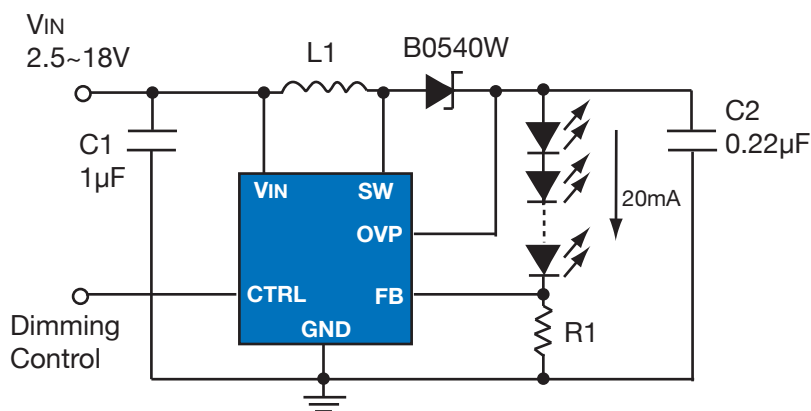 VIN
2.5~18V
L1
B0540W
C1
1µF
C2
0.22µF
VIN
SW
OVP
20mA
CTRL
FB
GND
R1
Dimming
Control